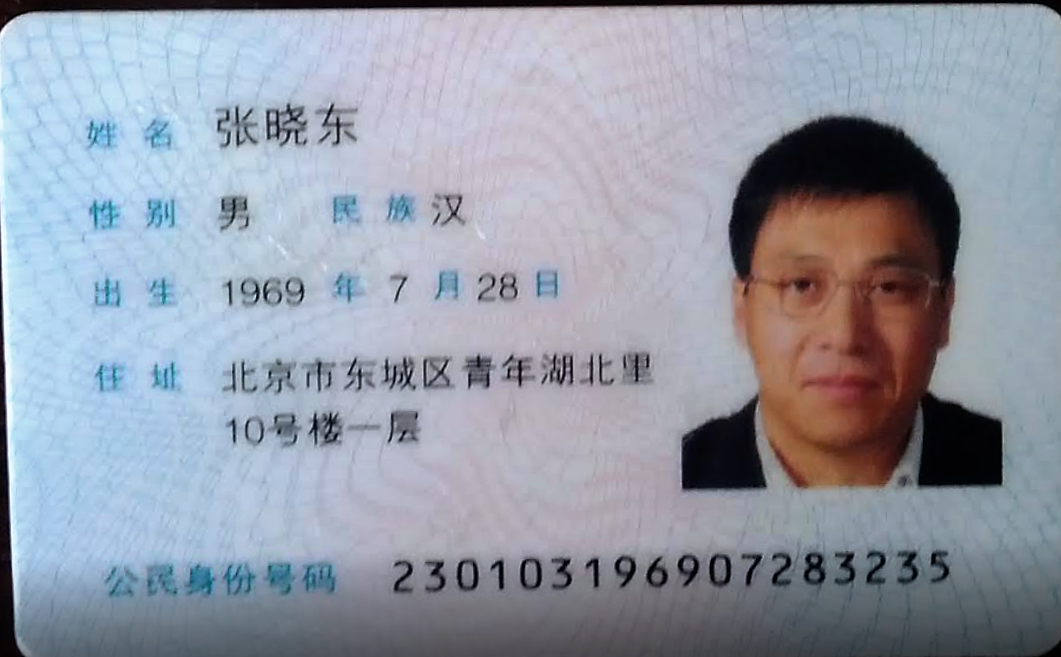 姓名 张晓东
性别 男 民族 汉
出生 1969 年 7 月 28 日
住址 北京市东城区青年湖北里
10号楼一层
公民身份号码 230103196907283235